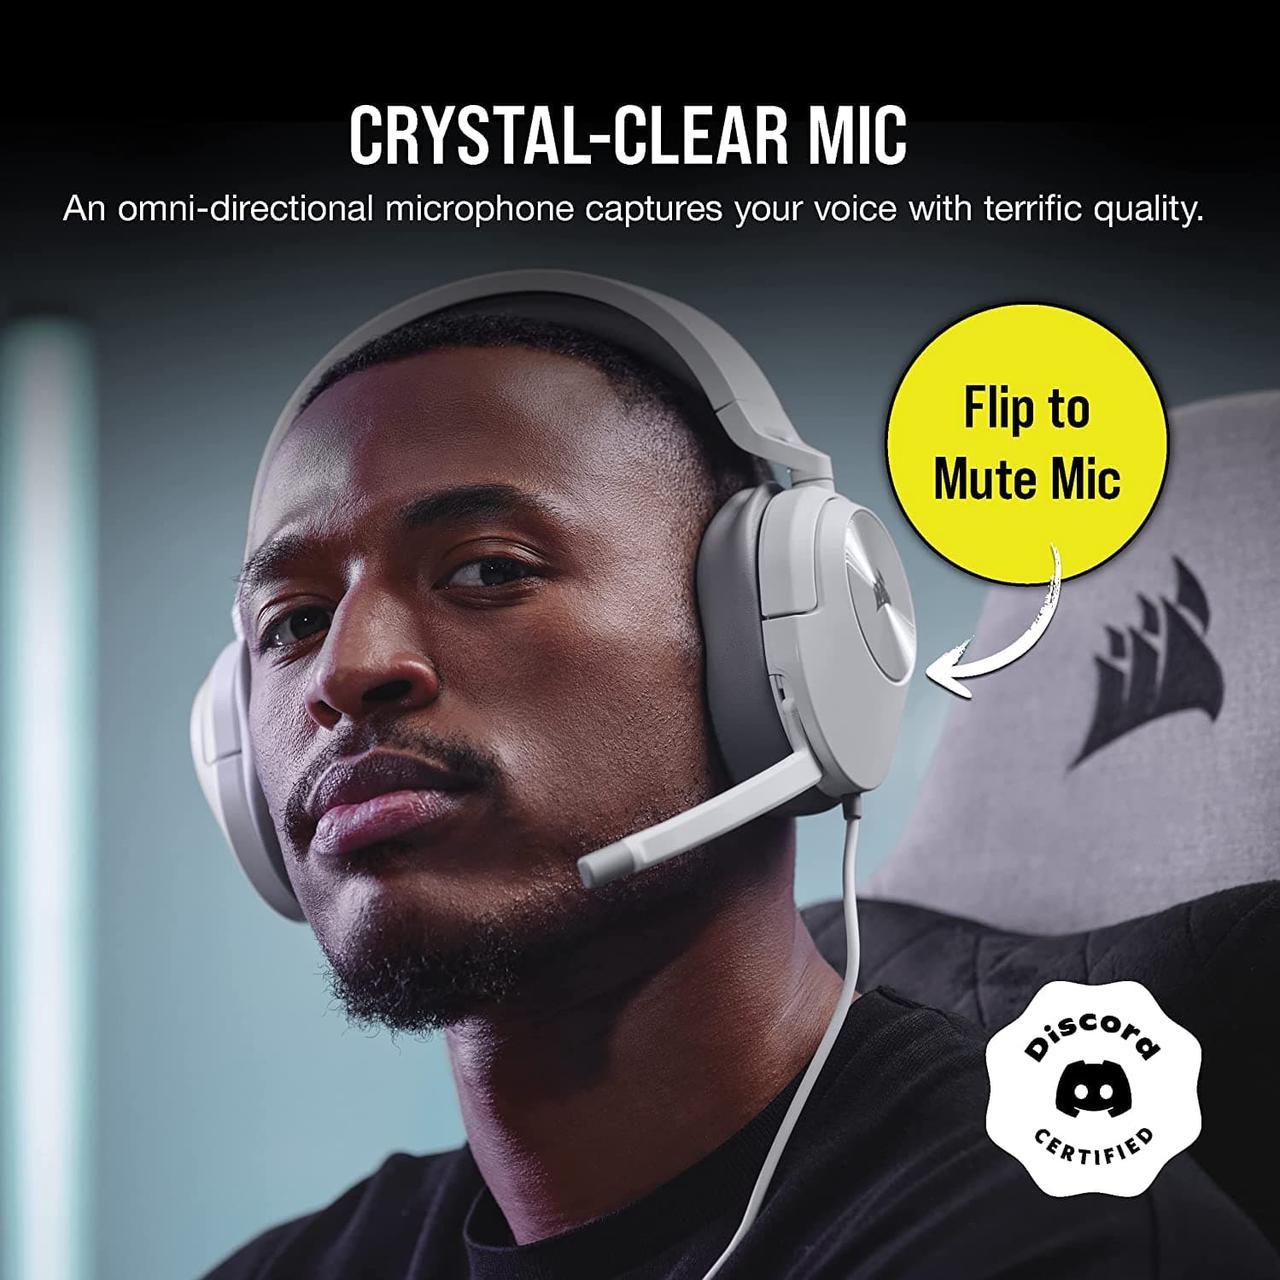 CRYSTAL-CLEAR MIC
An omni-directional microphone captures your voice with terrific quality.
Flip to
Mute Mic
Discord
CERTIFIED